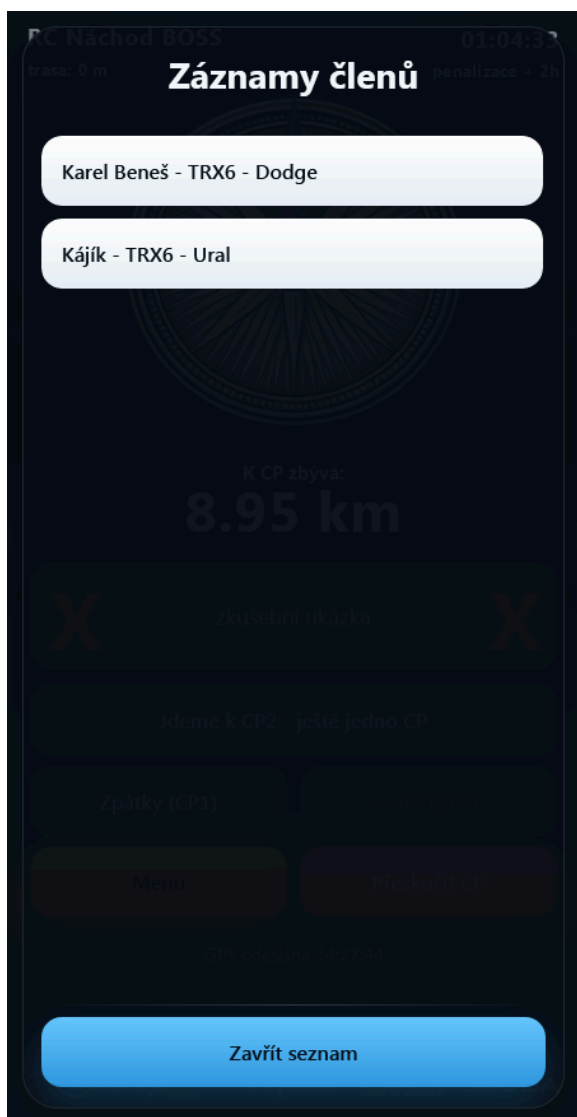 RC Náchod BOSS 01:04:33
trasa: 0 m penalizace + 2h
Záznamy členů
Karel Beneš - TRX6 - Dodge
Kájík - TRX6 - Ural
K CP zbývá:
8.95 km
X zkušební ukázka X
Jdeme k CP2 - ještě jedno CP
Zpátky (CP1)
Menu Přeskočit CP
GPS odeslána 14:27:44
Zavřít seznam